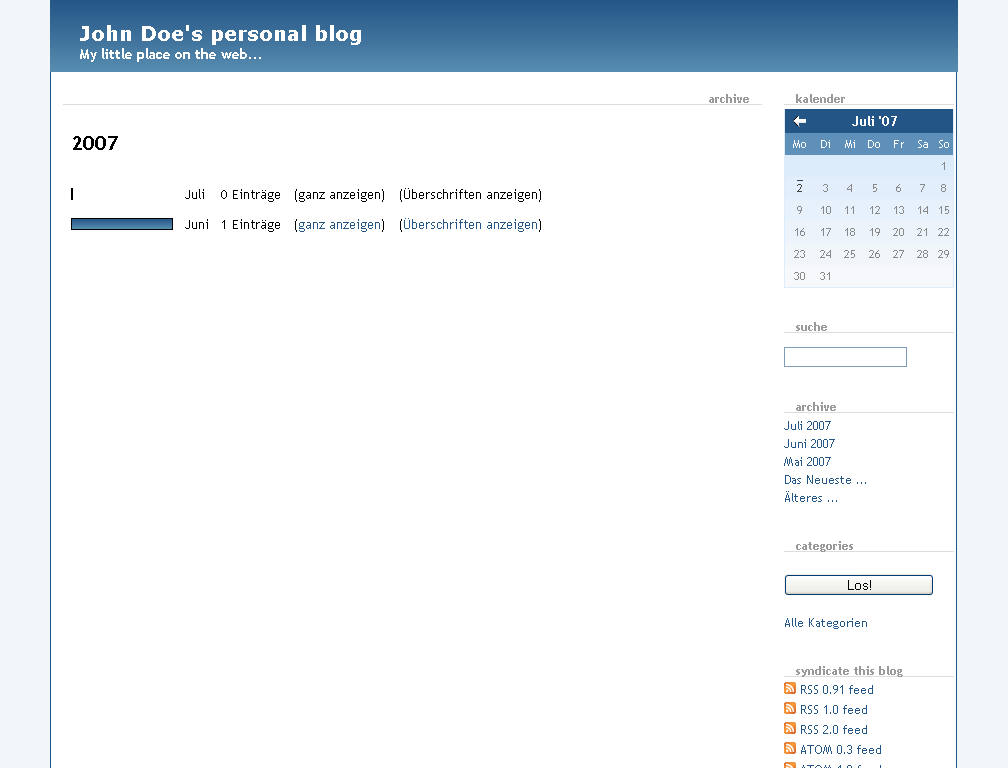 John Doe's personal blog
My little place on the web...
archive
2007
Juli 0 Einträge (ganz anzeigen) (Überschriften anzeigen)
Juni 1 Einträge (ganz anzeigen) (Überschriften anzeigen)
kalender
Juli '07
Mo Di Mi Do Fr Sa So
1
2 3 4 5 6 7 8
9 10 11 12 13 14 15
16 17 18 19 20 21 22
23 24 25 26 27 28 29
30 31
suche
archive
Juli 2007
Juni 2007
Mai 2007
Das Neueste ...
Älteres ...
categories
Los!
Alle Kategorien
syndicate this blog
RSS 0.91 feed
RSS 1.0 feed
RSS 2.0 feed
ATOM 0.3 feed